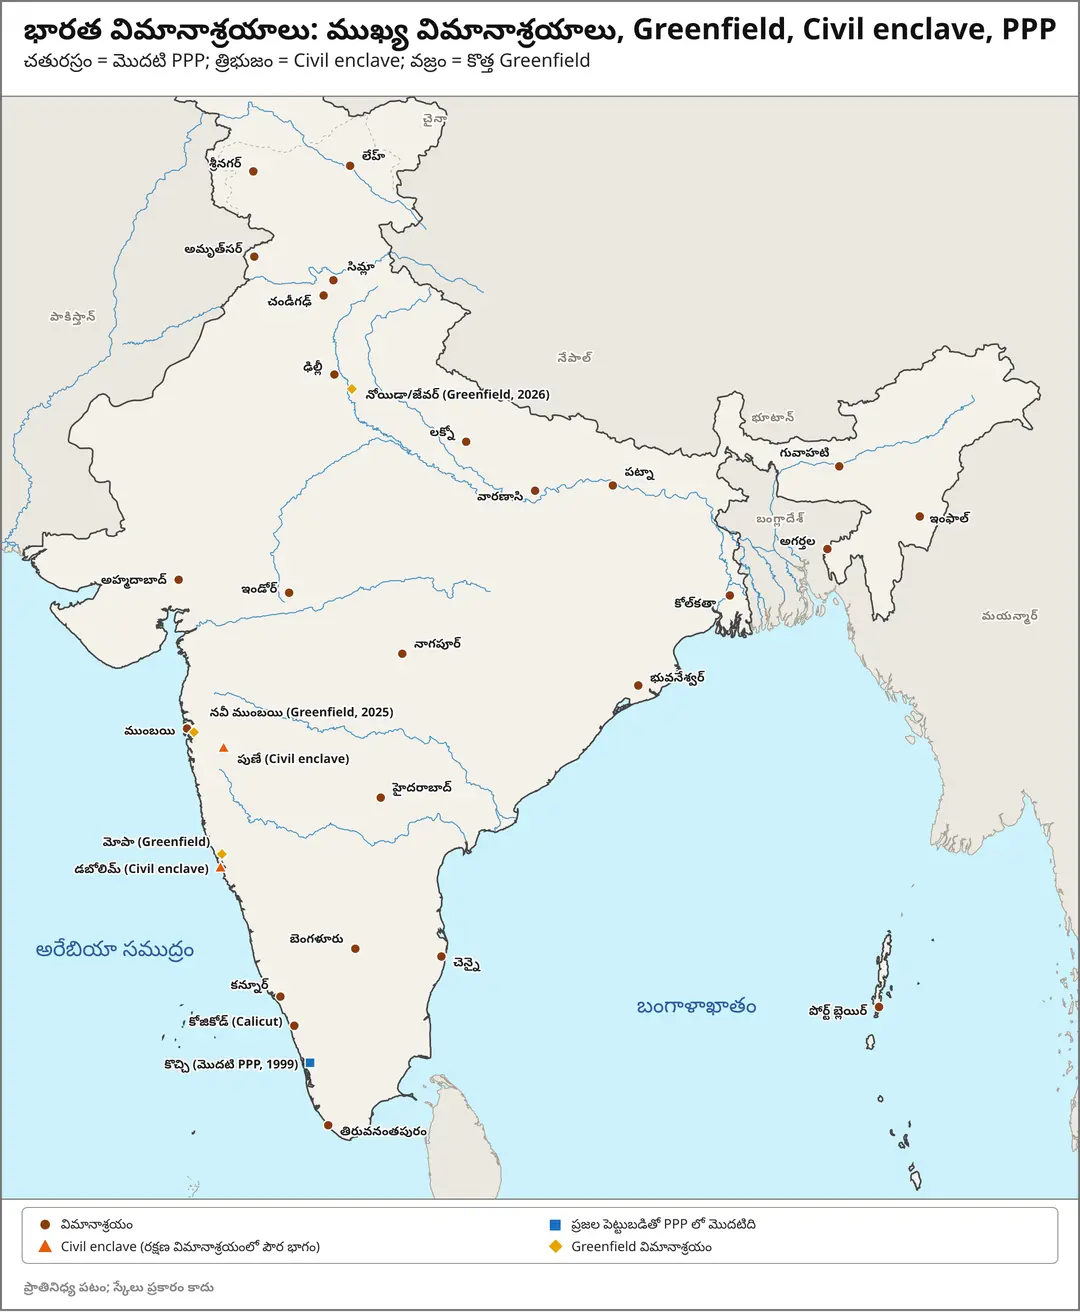 భారత విమానాశ్రయాలు: ముఖ్య విమానాశ్రయాలు, Greenfield, Civil enclave, PPP
చతురస్రం = మొదటి PPP; త్రిభుజం = Civil enclave; వజ్రం = కొత్త Greenfield
చైనా
లేహ్
శ్రీనగర్
అమృత్‌సర్
సిమ్లా
చండీగఢ్
పాకిస్తాన్
నేపాల్
ఢిల్లీ
నోయిడా/జేవర్ (Greenfield, 2026)
భూటాన్
లక్నో
గువాహటి
పట్నా
వారణాసి
బంగ్లాదేశ్
ఇంఫాల్
అగర్తల
అహ్మదాబాద్
ఇండోర్
కోల్‌కతా
మయన్మార్
నాగపూర్
భువనేశ్వర్
నవీ ముంబయి (Greenfield, 2025)
ముంబయి
పుణే (Civil enclave)
హైదరాబాద్
మోపా (Greenfield)
డబోలిమ్ (Civil enclave)
బెంగళూరు
అరేబియా సముద్రం
చెన్నై
కన్నూర్
బంగాళాఖాతం
పోర్ట్ బ్లెయిర్
కోజికోడ్ (Calicut)
కొచ్చి (మొదటి PPP, 1999)
తిరువనంతపురం
విమానాశ్రయం
ప్రజల పెట్టుబడితో PPP లో మొదటిది
Civil enclave (రక్షణ విమానాశ్రయంలో పౌర భాగం)
Greenfield విమానాశ్రయం
ప్రాతినిధ్య పటం; స్కేలు ప్రకారం కాదు